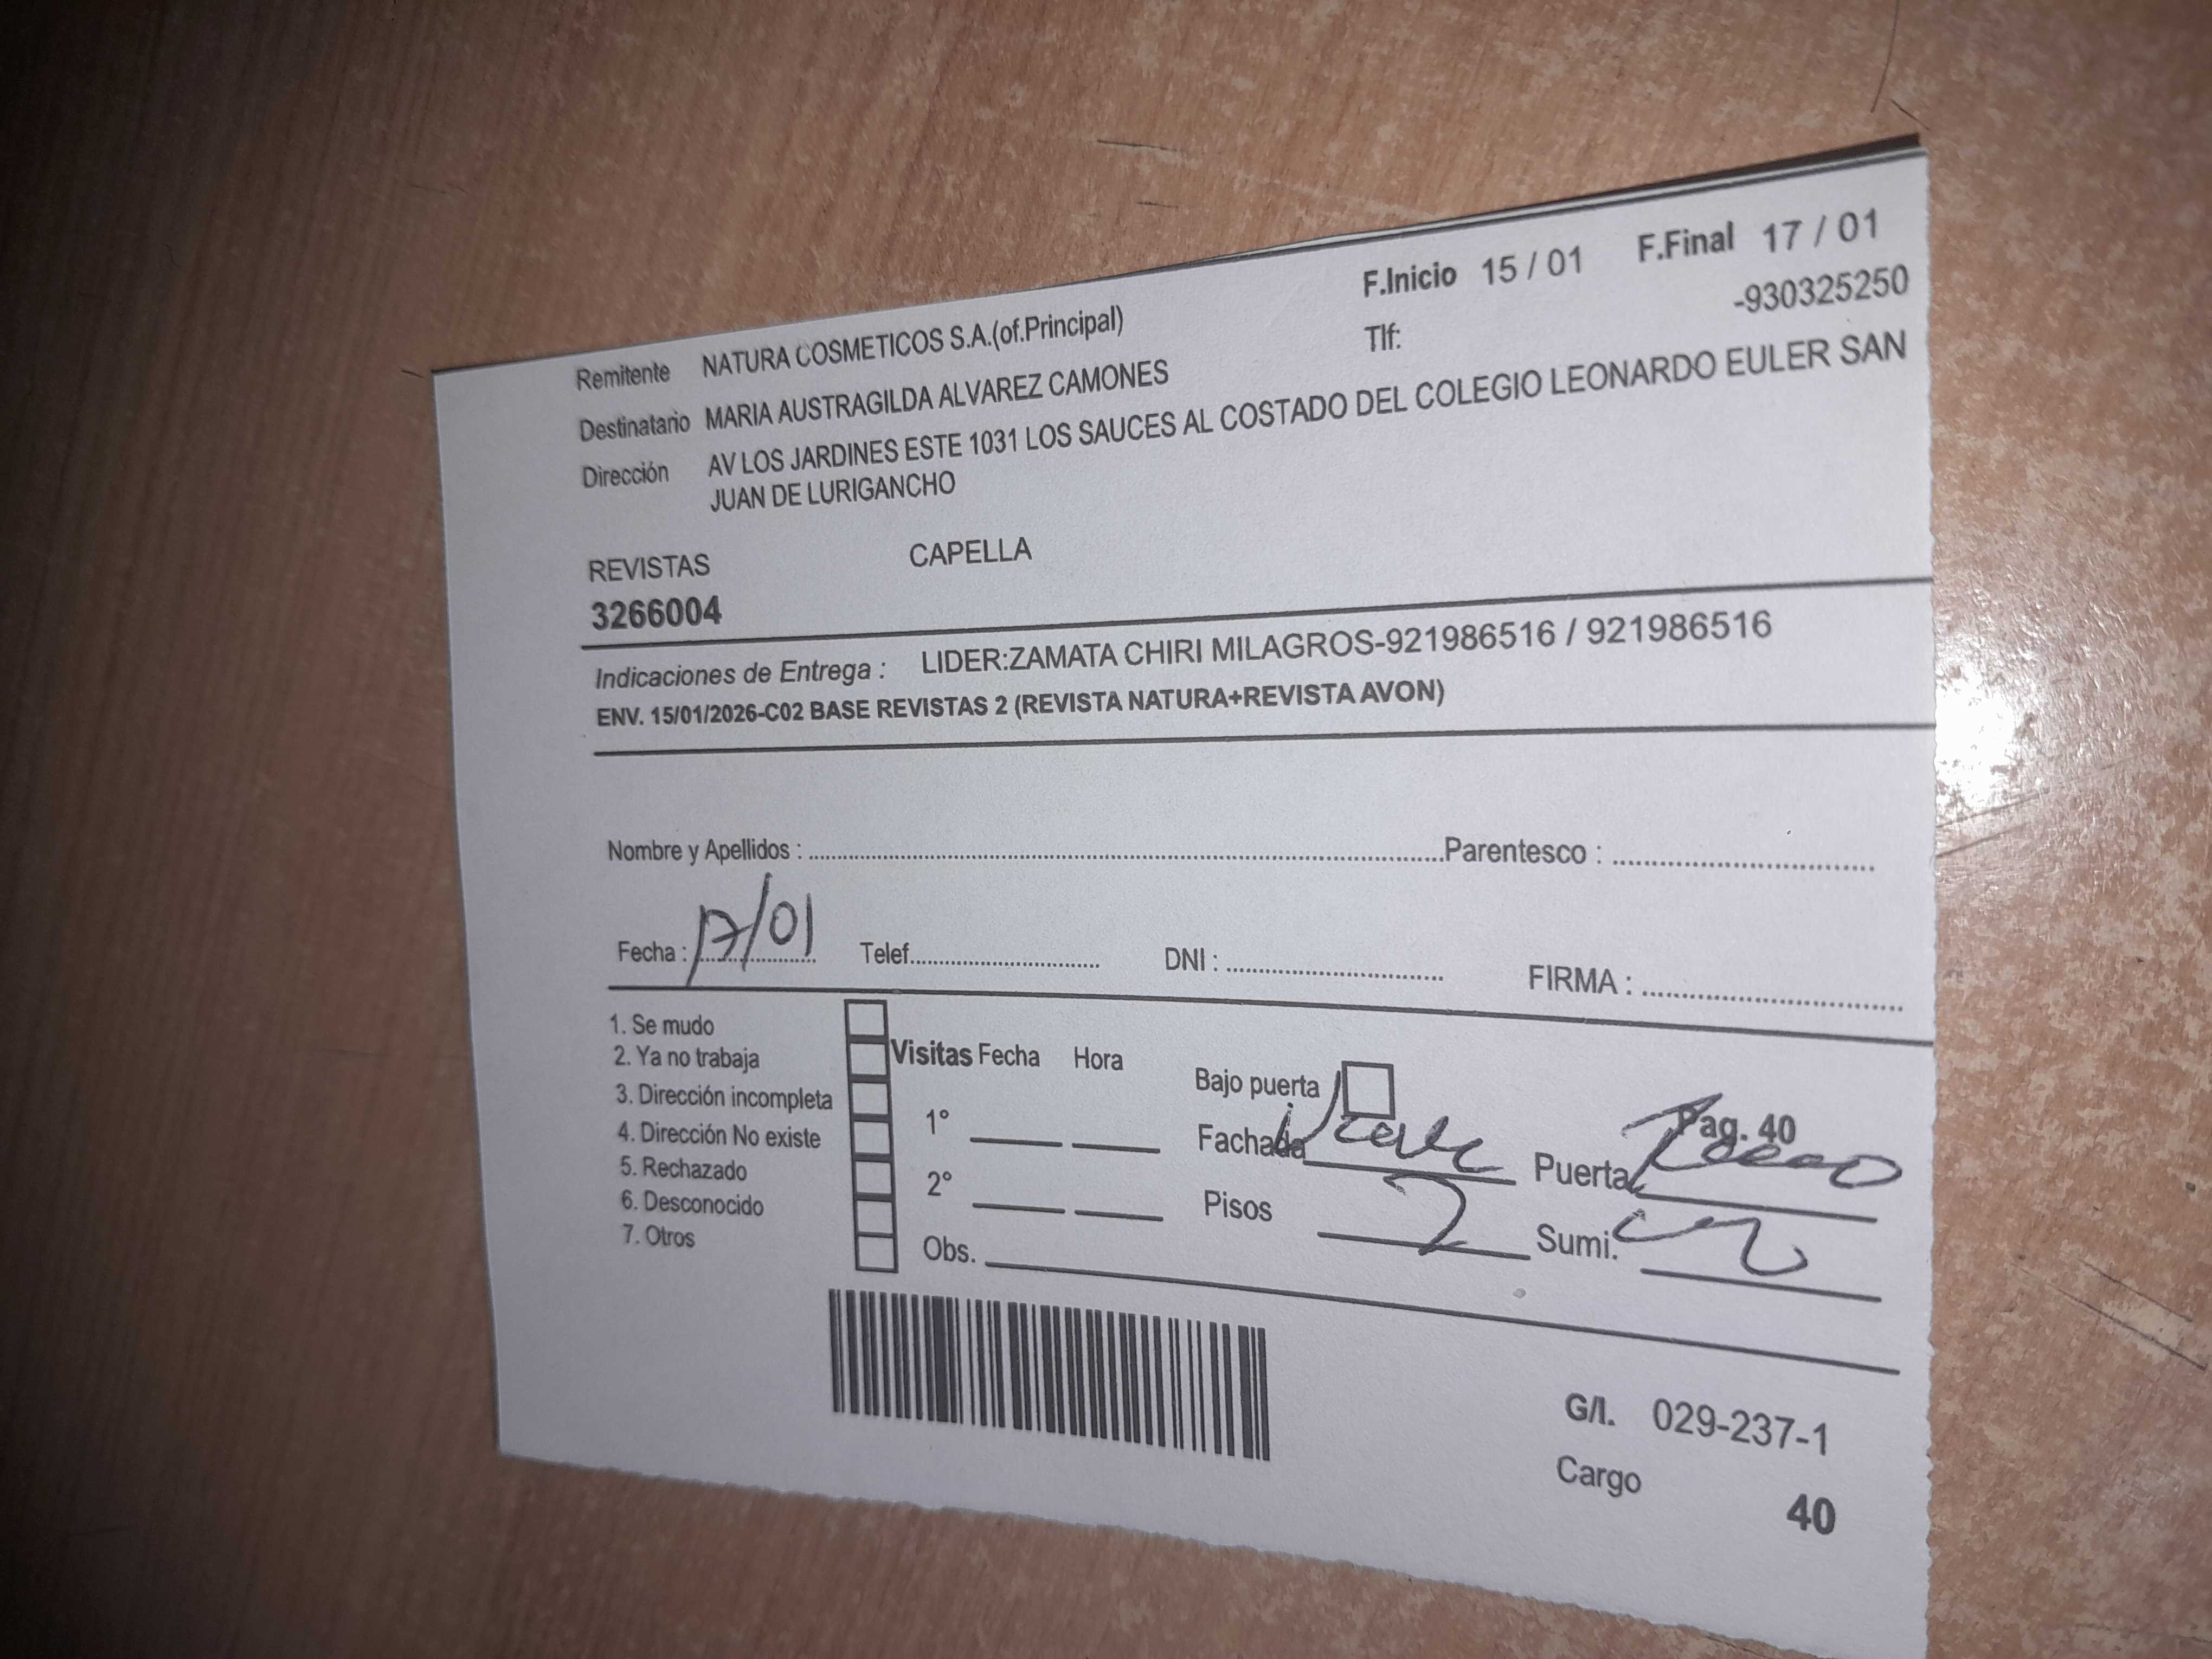 F.Inicio 15 / 01 F.Final 17 / 01
Remitente NATURA COSMETICOS S.A.(of.Principal) Tlf: -930325250
Destinatario MARIA AUSTRAGILDA ALVAREZ CAMONES
Dirección AV LOS JARDINES ESTE 1031 LOS SAUCES AL COSTADO DEL COLEGIO LEONARDO EULER SAN
JUAN DE LURIGANCHO
REVISTAS CAPELLA
3266004
Indicaciones de Entrega : LIDER:ZAMATA CHIRI MILAGROS-921986516 / 921986516
ENV. 15/01/2026-C02 BASE REVISTAS 2 (REVISTA NATURA+REVISTA AVON)
Nombre y Apellidos : Parentesco :
Fecha : 17/01 Telef. DNI : FIRMA :
1. Se mudo
2. Ya no trabaja
3. Dirección incompleta
4. Dirección No existe
5. Rechazado
6. Desconocido
7. Otros
Visitas Fecha Hora
1°
2°
Obs.
Bajo puerta
Pag. 40
Fachada Puerta
Pisos 2 Sumi.
G/I. 029-237-1
Cargo 40